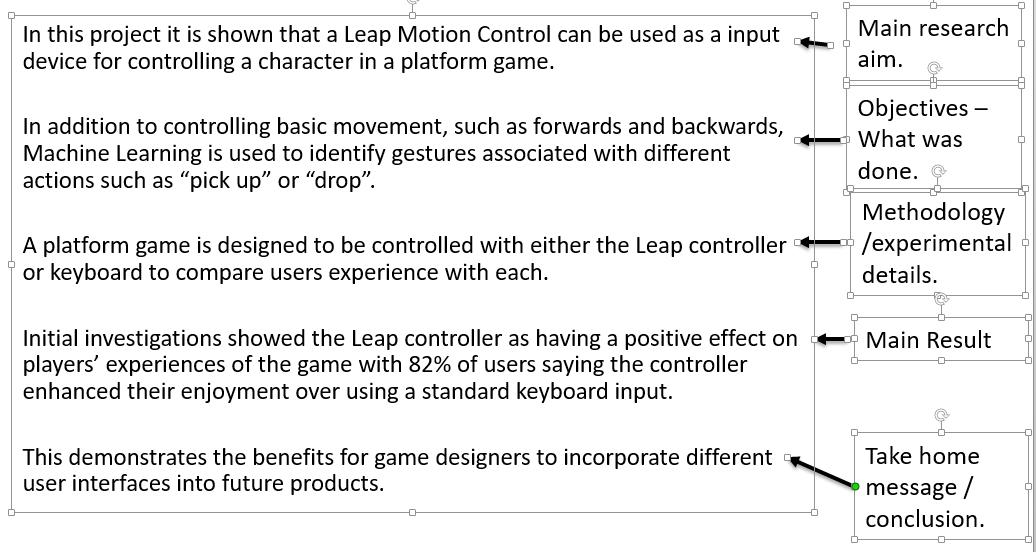 In this project it is shown that a Leap Motion Control can be used as a input
device for controlling a character in a platform game.
Main research
aim.
In addition to controlling basic movement, such as forwards and backwards,
Machine Learning is used to identify gestures associated with different
actions such as “pick up” or “drop”.
Objectives –
What was
done.
A platform game is designed to be controlled with either the Leap controller
or keyboard to compare users experience with each.
Methodology
/experimental
details.
Initial investigations showed the Leap controller as having a positive effect on
players’ experiences of the game with 82% of users saying the controller
enhanced their enjoyment over using a standard keyboard input.
Main Result
This demonstrates the benefits for game designers to incorporate different
user interfaces into future products.
Take home
message /
conclusion.